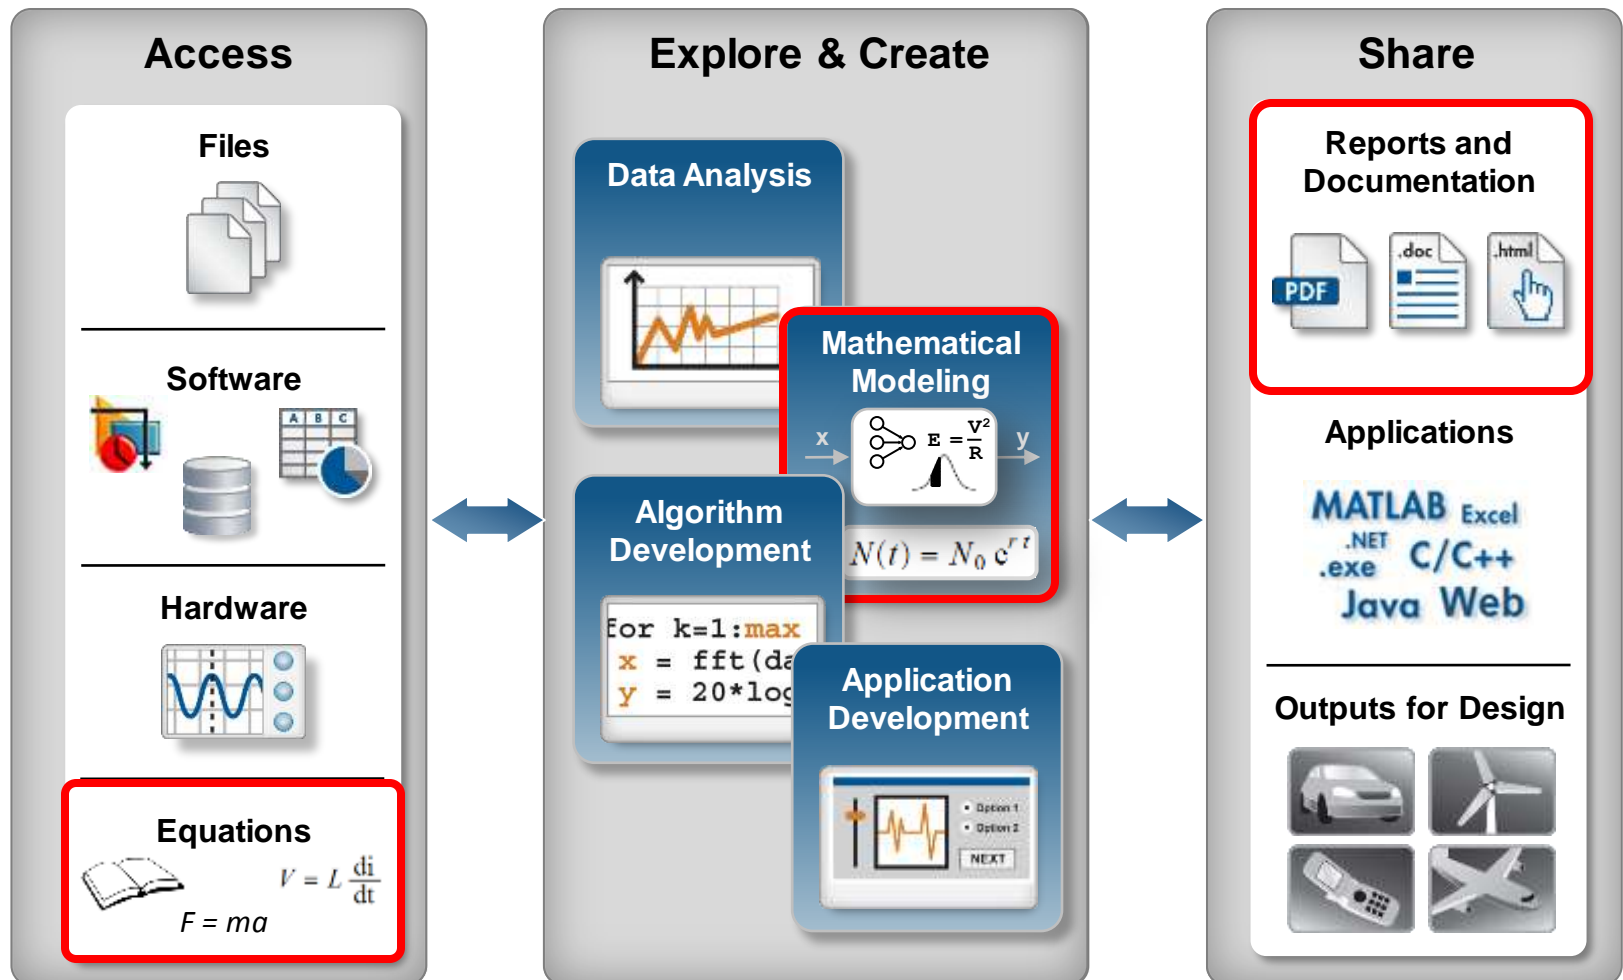 Access
Files
Software
A B C
Hardware
Equations
V = L di/dt
F = ma
Explore & Create
Data Analysis
Mathematical
Modeling
x
E = V²/R
y
N(t) = N₀ e^{r t}
Algorithm
Development
for k=1:max
x = fft(da
y = 20*log
Application
Development
Option 1
Option 2
NEXT
Share
Reports and
Documentation
PDF
.doc
.html
Applications
MATLAB Excel
.NET
.exe C/C++
Java Web
Outputs for Design